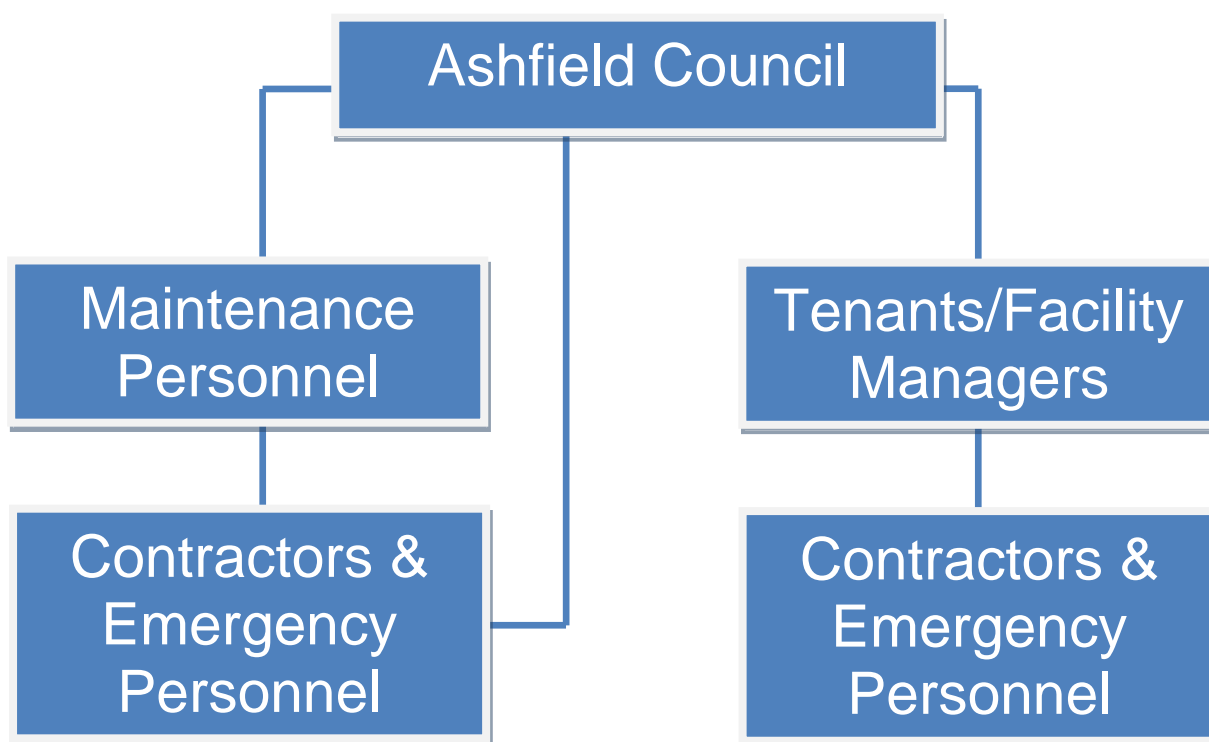 Ashfield Council
Maintenance
Personnel
Tenants/Facility
Managers
Contractors &
Emergency
Personnel
Contractors &
Emergency
Personnel